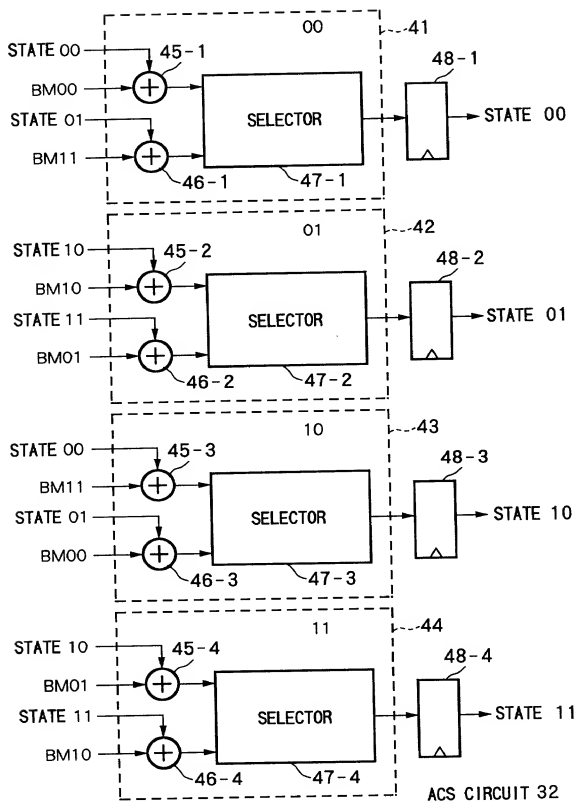 00
41
STATE 00
45-1
48-1
BM00
SELECTOR
STATE 00
STATE 01
BM11
46-1
47-1
01
42
STATE 10
45-2
48-2
BM10
SELECTOR
STATE 01
STATE 11
BM01
46-2
47-2
10
43
STATE 00
45-3
48-3
BM11
SELECTOR
STATE 10
STATE 01
BM00
46-3
47-3
11
44
STATE 10
45-4
48-4
BM01
SELECTOR
STATE 11
STATE 11
BM10
46-4
47-4
ACS CIRCUIT 32